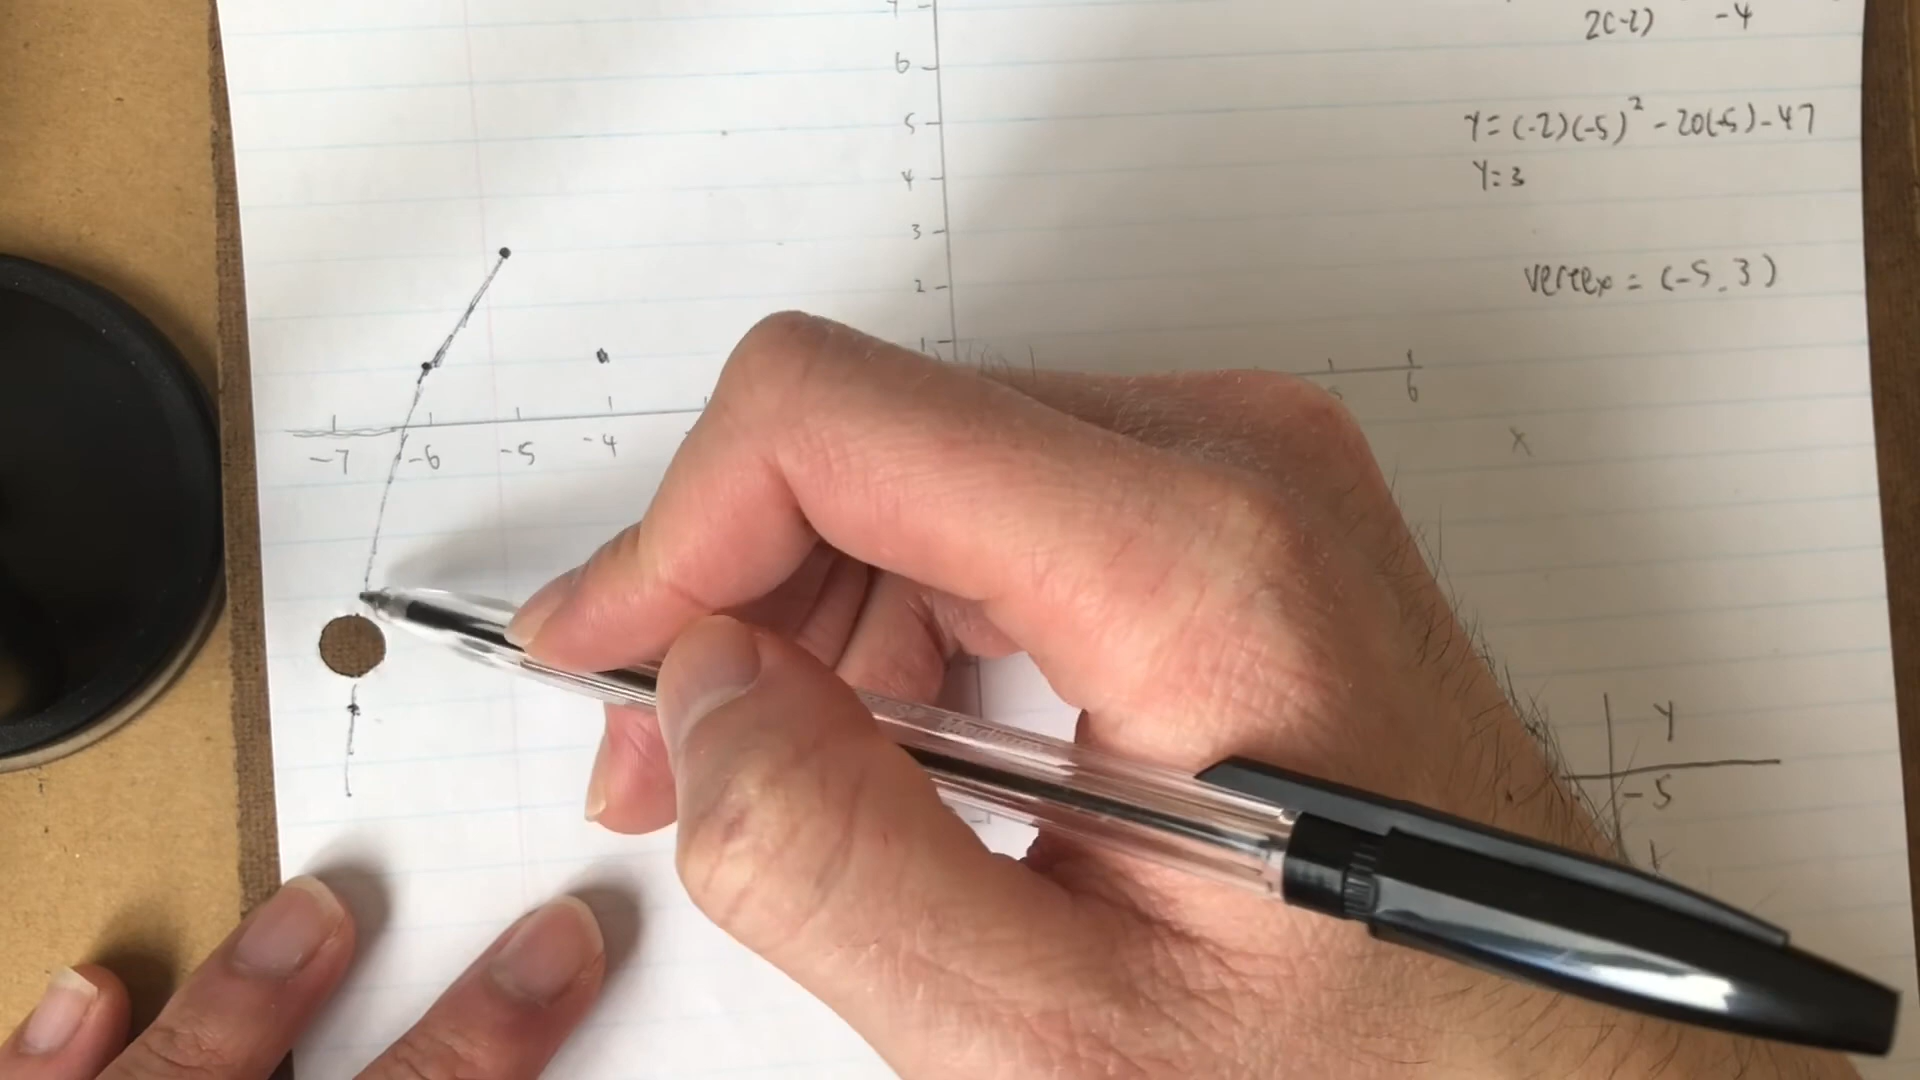 2(-2) -4
6
5
y = (-2)(-5)² - 20(-5) - 47
4
y = 3
3
2
vertex = (-5, 3)
1
-7 -6 -5 -4 6
x
y
-5